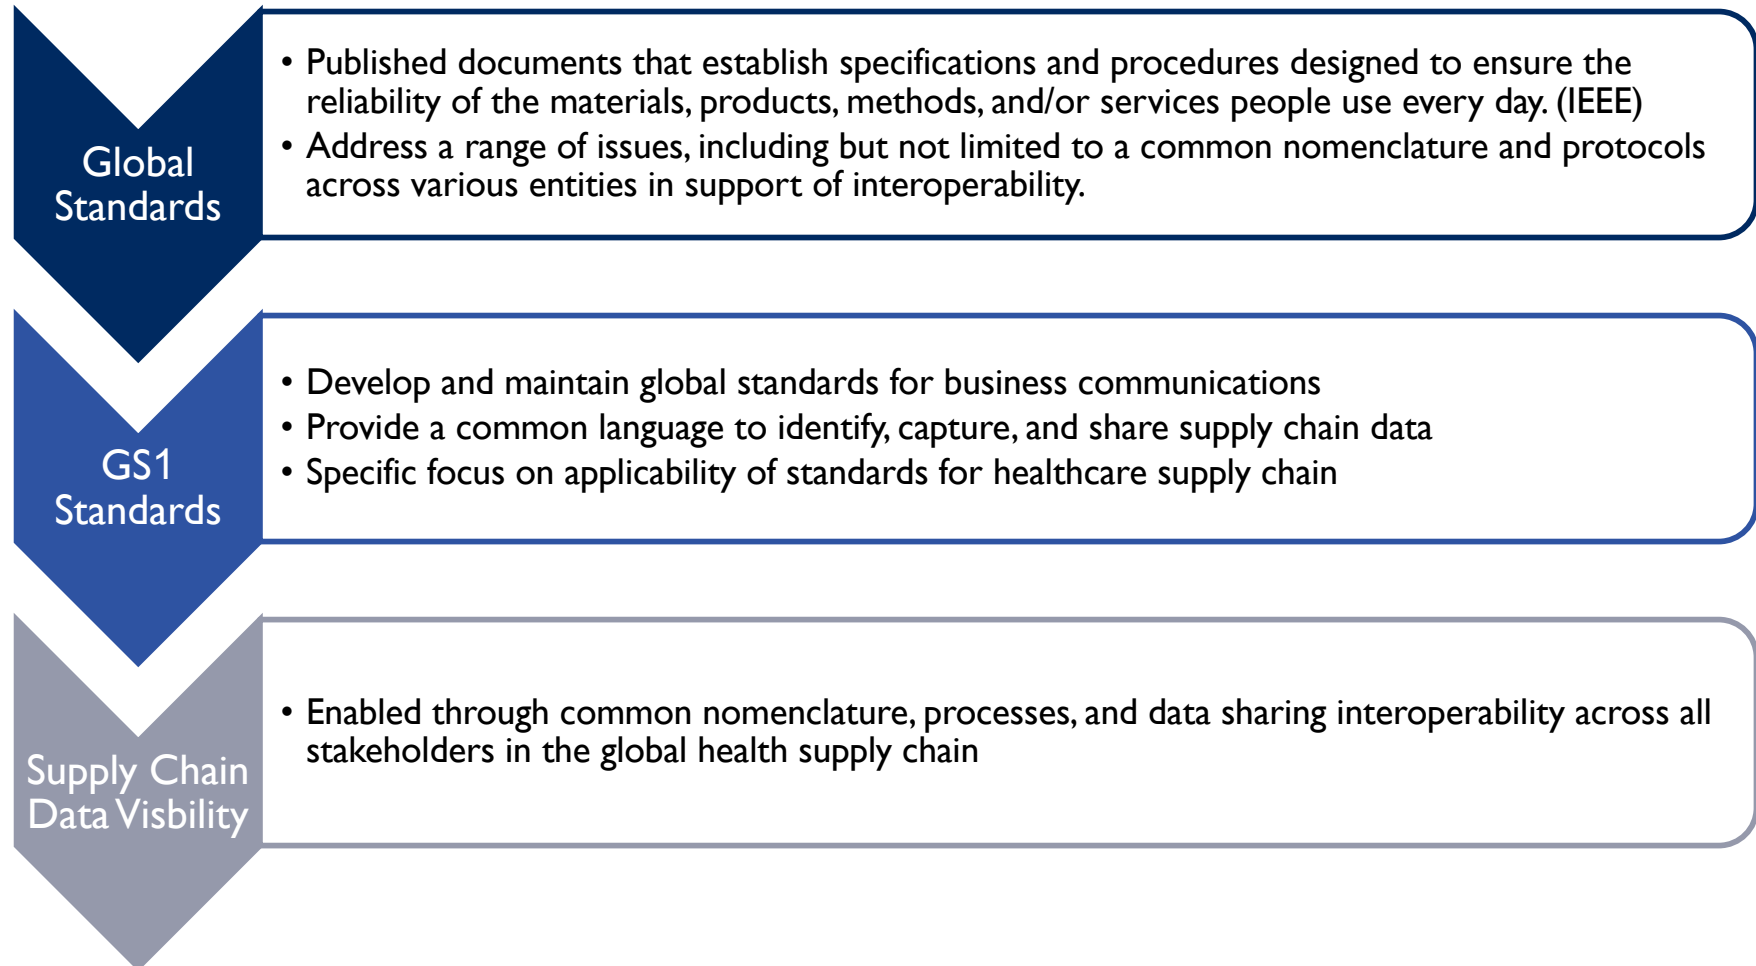 Global
Standards
• Published documents that establish specifications and procedures designed to ensure the
reliability of the materials, products, methods, and/or services people use every day. (IEEE)
• Address a range of issues, including but not limited to a common nomenclature and protocols
across various entities in support of interoperability.
GS1
Standards
• Develop and maintain global standards for business communications
• Provide a common language to identify, capture, and share supply chain data
• Specific focus on applicability of standards for healthcare supply chain
Supply Chain
Data Visbility
• Enabled through common nomenclature, processes, and data sharing interoperability across all
stakeholders in the global health supply chain